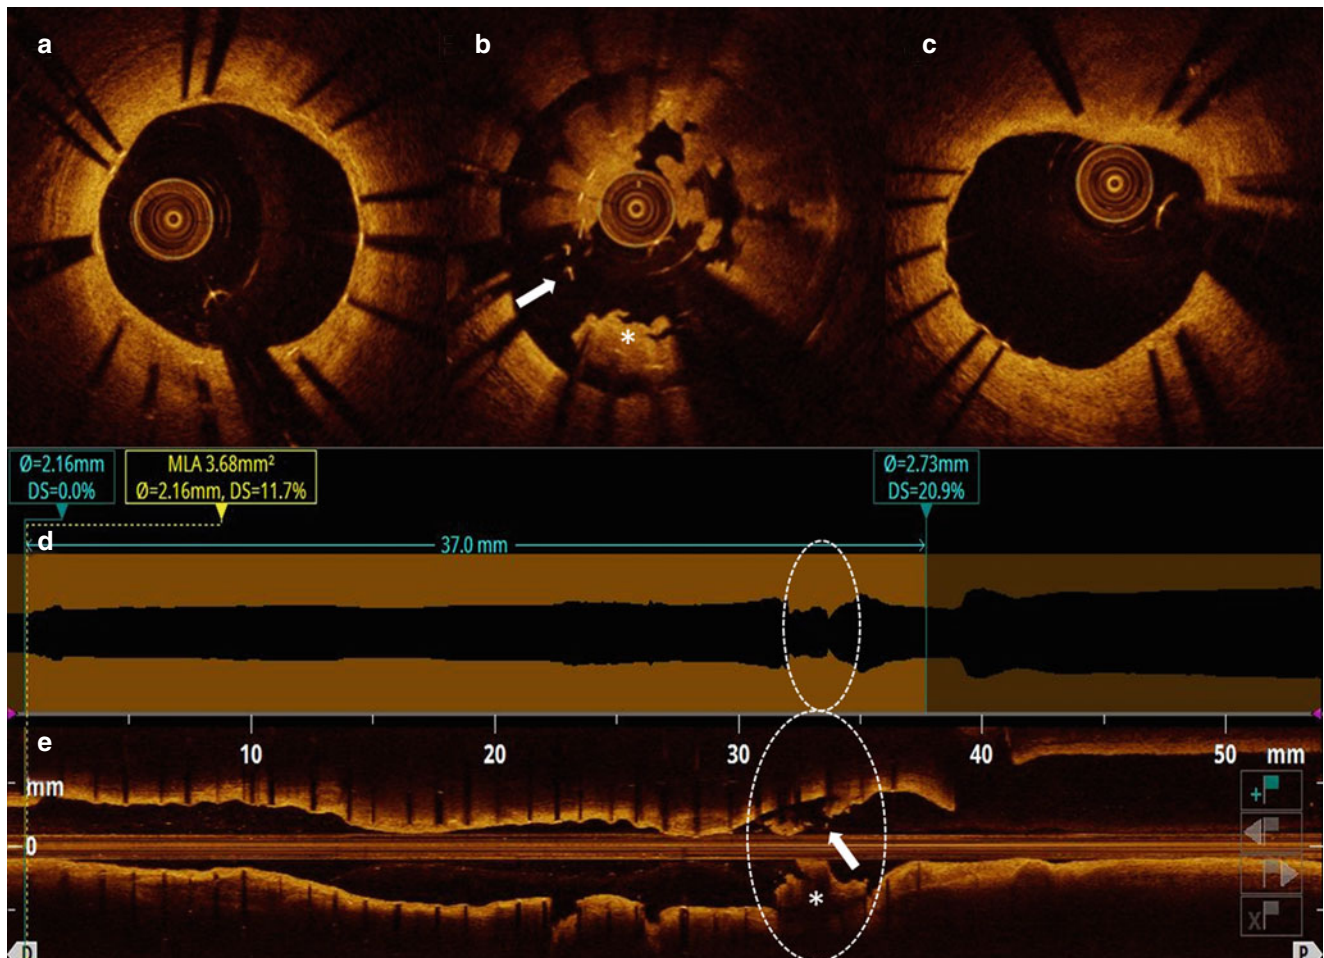 a
b
c
*
Ø=2.16mm
DS=0.0%
MLA 3.68mm²
Ø=2.16mm, DS=11.7%
Ø=2.73mm
DS=20.9%
d
37.0 mm
e
10
20
30
40
50
mm
mm
0
*
+
X
D
P